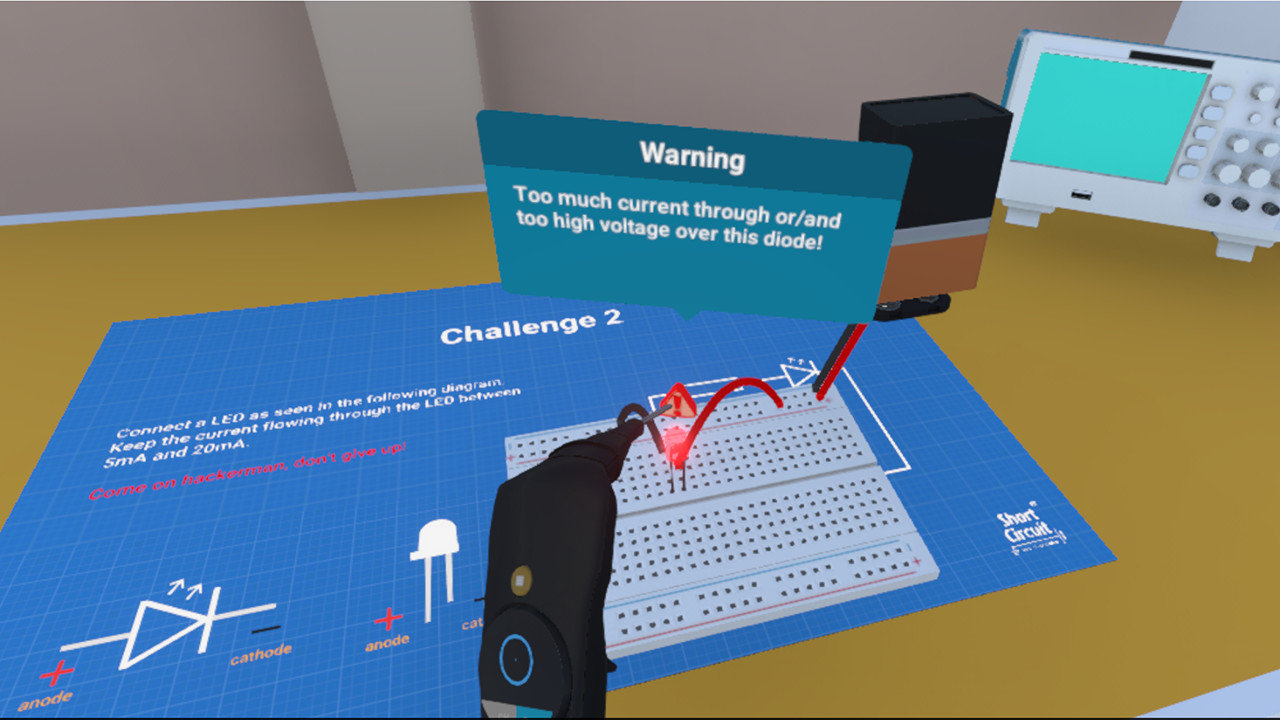 Warning
Too much current through or/and
too high voltage over this diode!
Challenge 2
Connect a LED as seen in the following diagram.
Keep the current flowing through the LED between
5mA and 20mA.
Come on hackerman, don't give up!
Short
Circuit
anode
cathode
anode